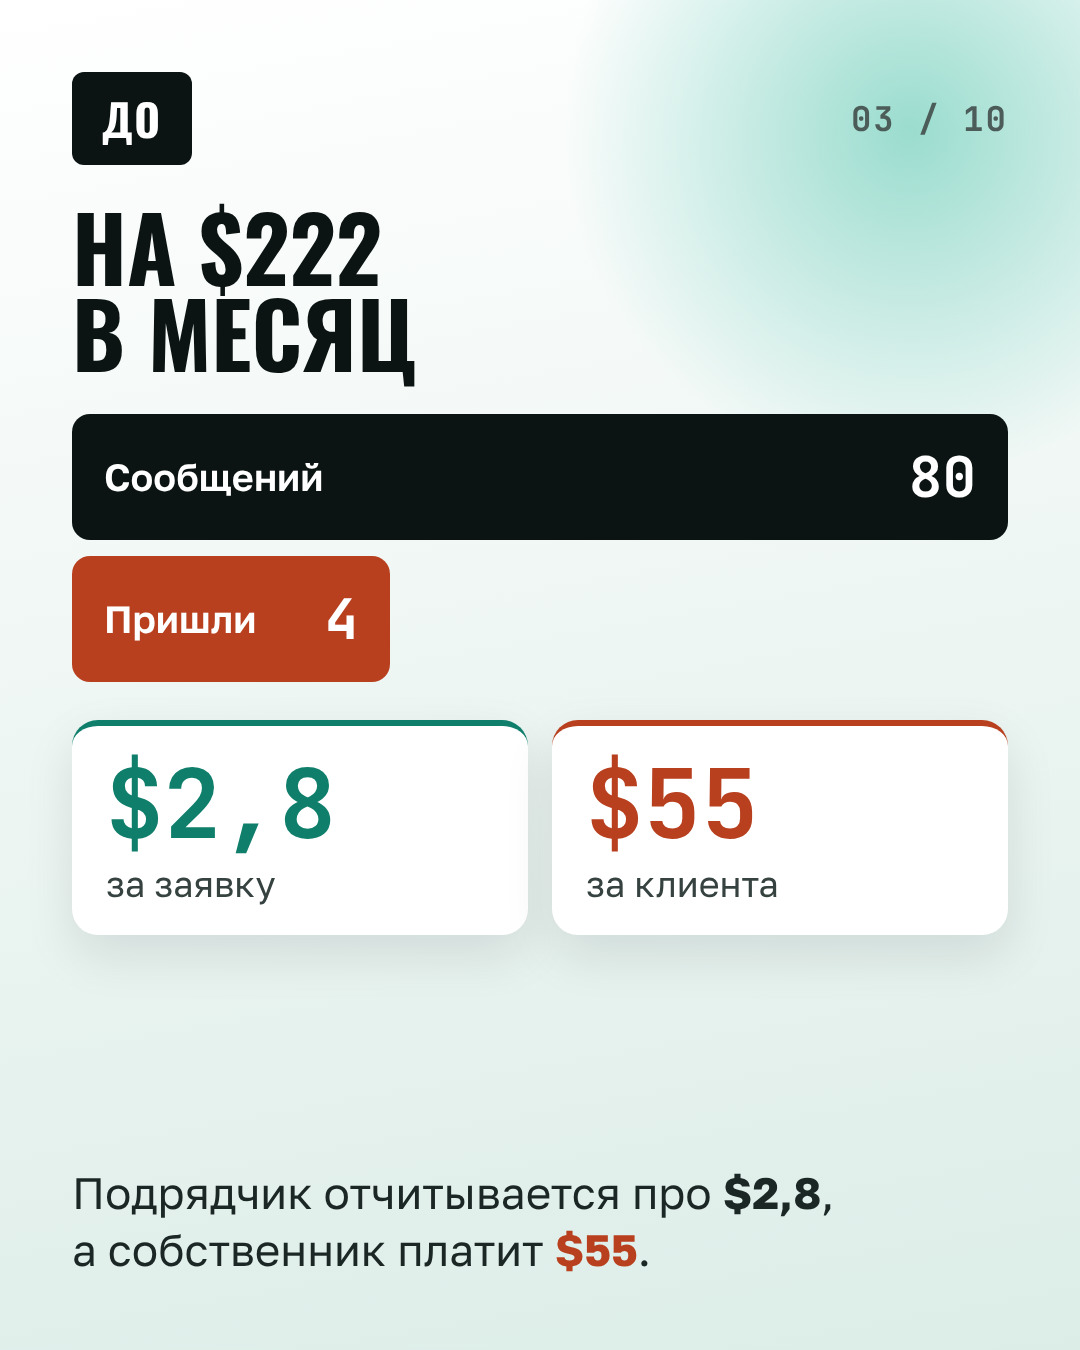 ДО
03 / 10
НА $222
В МЕСЯЦ
Сообщений 80
Пришли 4
$2,8
за заявку
$55
за клиента
Подрядчик отчитывается про $2,8,
а собственник платит $55.